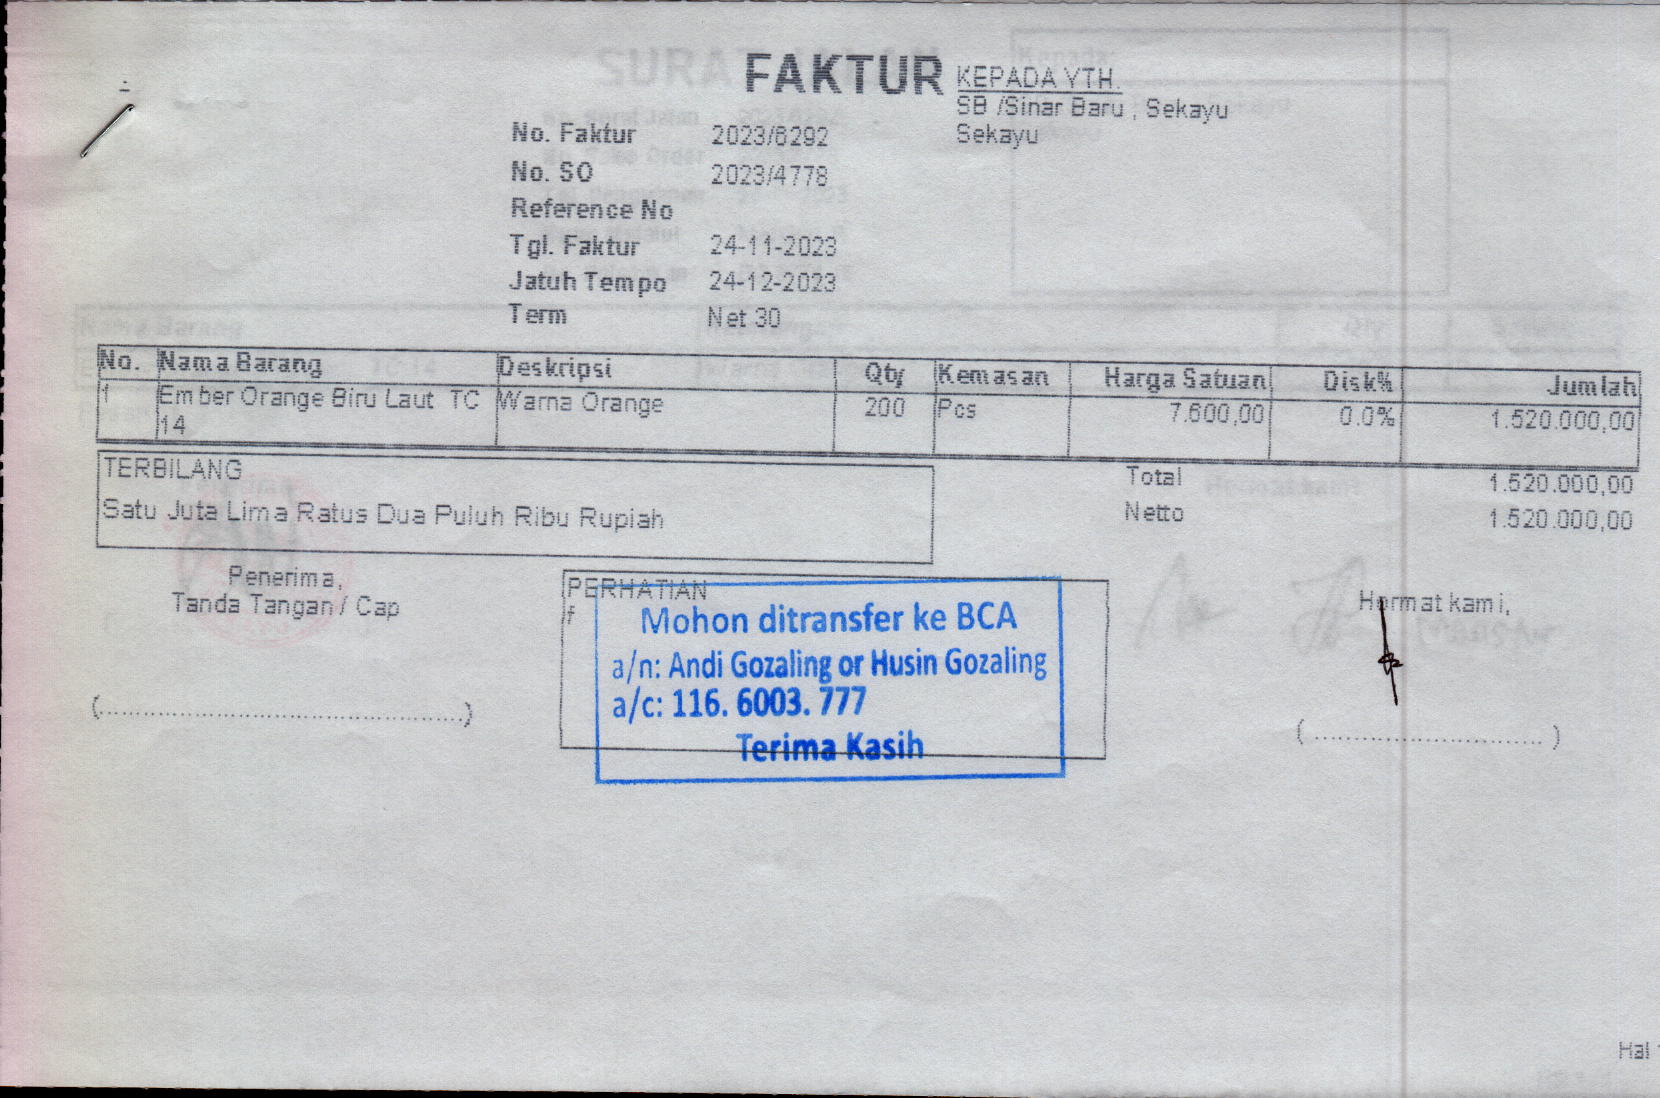 FAKTUR
KEPADA YTH.
SB /Sinar Baru , Sekayu
Sekayu
No. Faktur 2023/6292
No. SO 2023/4778
Reference No
Tgl. Faktur 24-11-2023
Jatuh Tempo 24-12-2023
Term Net 30
No. Nama Barang Deskripsi Qty Kemasan Harga Satuan Disk% Jumlah
1 Ember Orange Biru Laut TC Warna Orange 200 Pcs 7.600,00 0.0% 1.520.000,00
14
TERBILANG
Satu Juta Lima Ratus Dua Puluh Ribu Rupiah
Total 1.520.000,00
Netto 1.520.000,00
Penerima,
Tanda Tangan / Cap
(................................................)
PERHATIAN
f
Mohon ditransfer ke BCA
a/n: Andi Gozaling or Husin Gozaling
a/c: 116. 6003. 777
Terima Kasih
Hormat kami,
( ................................ )
Hal